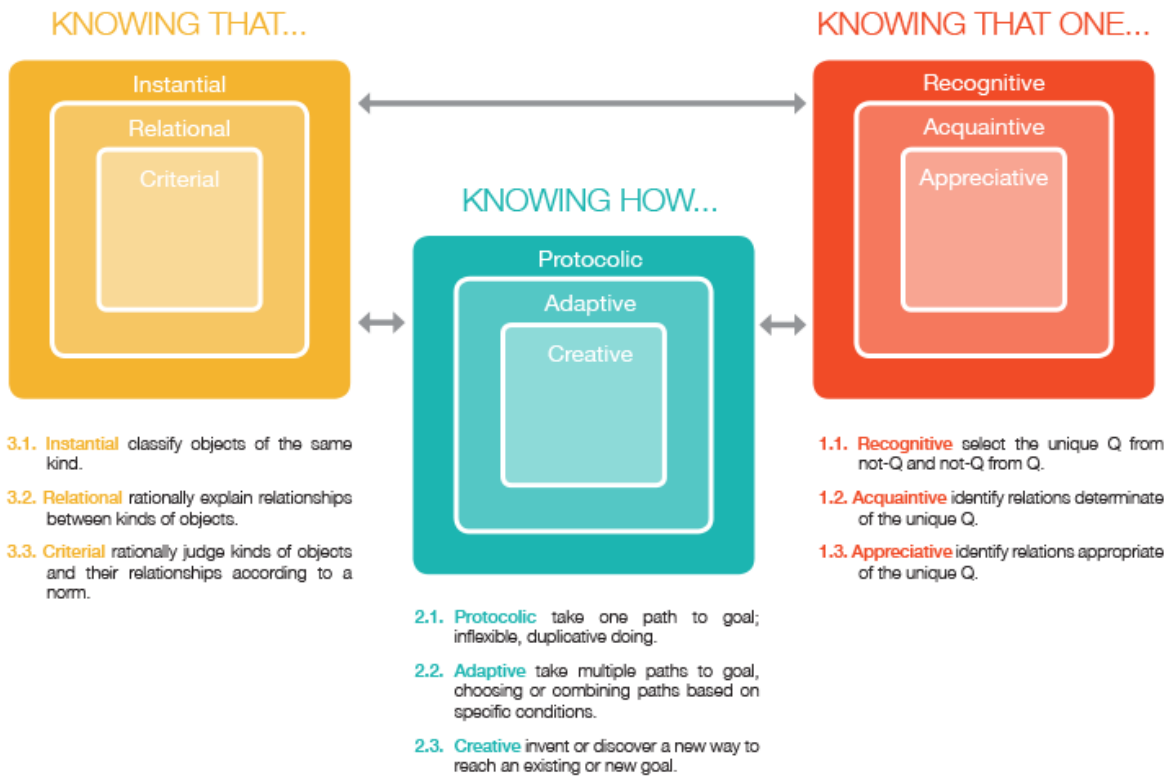 KNOWING THAT...
Instantial
Relational
Criterial
3.1. Instantial classify objects of the same
kind.
3.2. Relational rationally explain relationships
between kinds of objects.
3.3. Criterial rationally judge kinds of objects
and their relationships according to a
norm.
KNOWING HOW...
Protocolic
Adaptive
Creative
2.1. Protocolic take one path to goal;
inflexible, duplicative doing.
2.2. Adaptive take multiple paths to goal,
choosing or combining paths based on
specific conditions.
2.3. Creative invent or discover a new way to
reach an existing or new goal.
KNOWING THAT ONE...
Recognitive
Acquaintive
Appreciative
1.1. Recognitive select the unique Q from
not-Q and not-Q from Q.
1.2. Acquaintive identify relations determinate
of the unique Q.
1.3. Appreciative identify relations appropriate
of the unique Q.